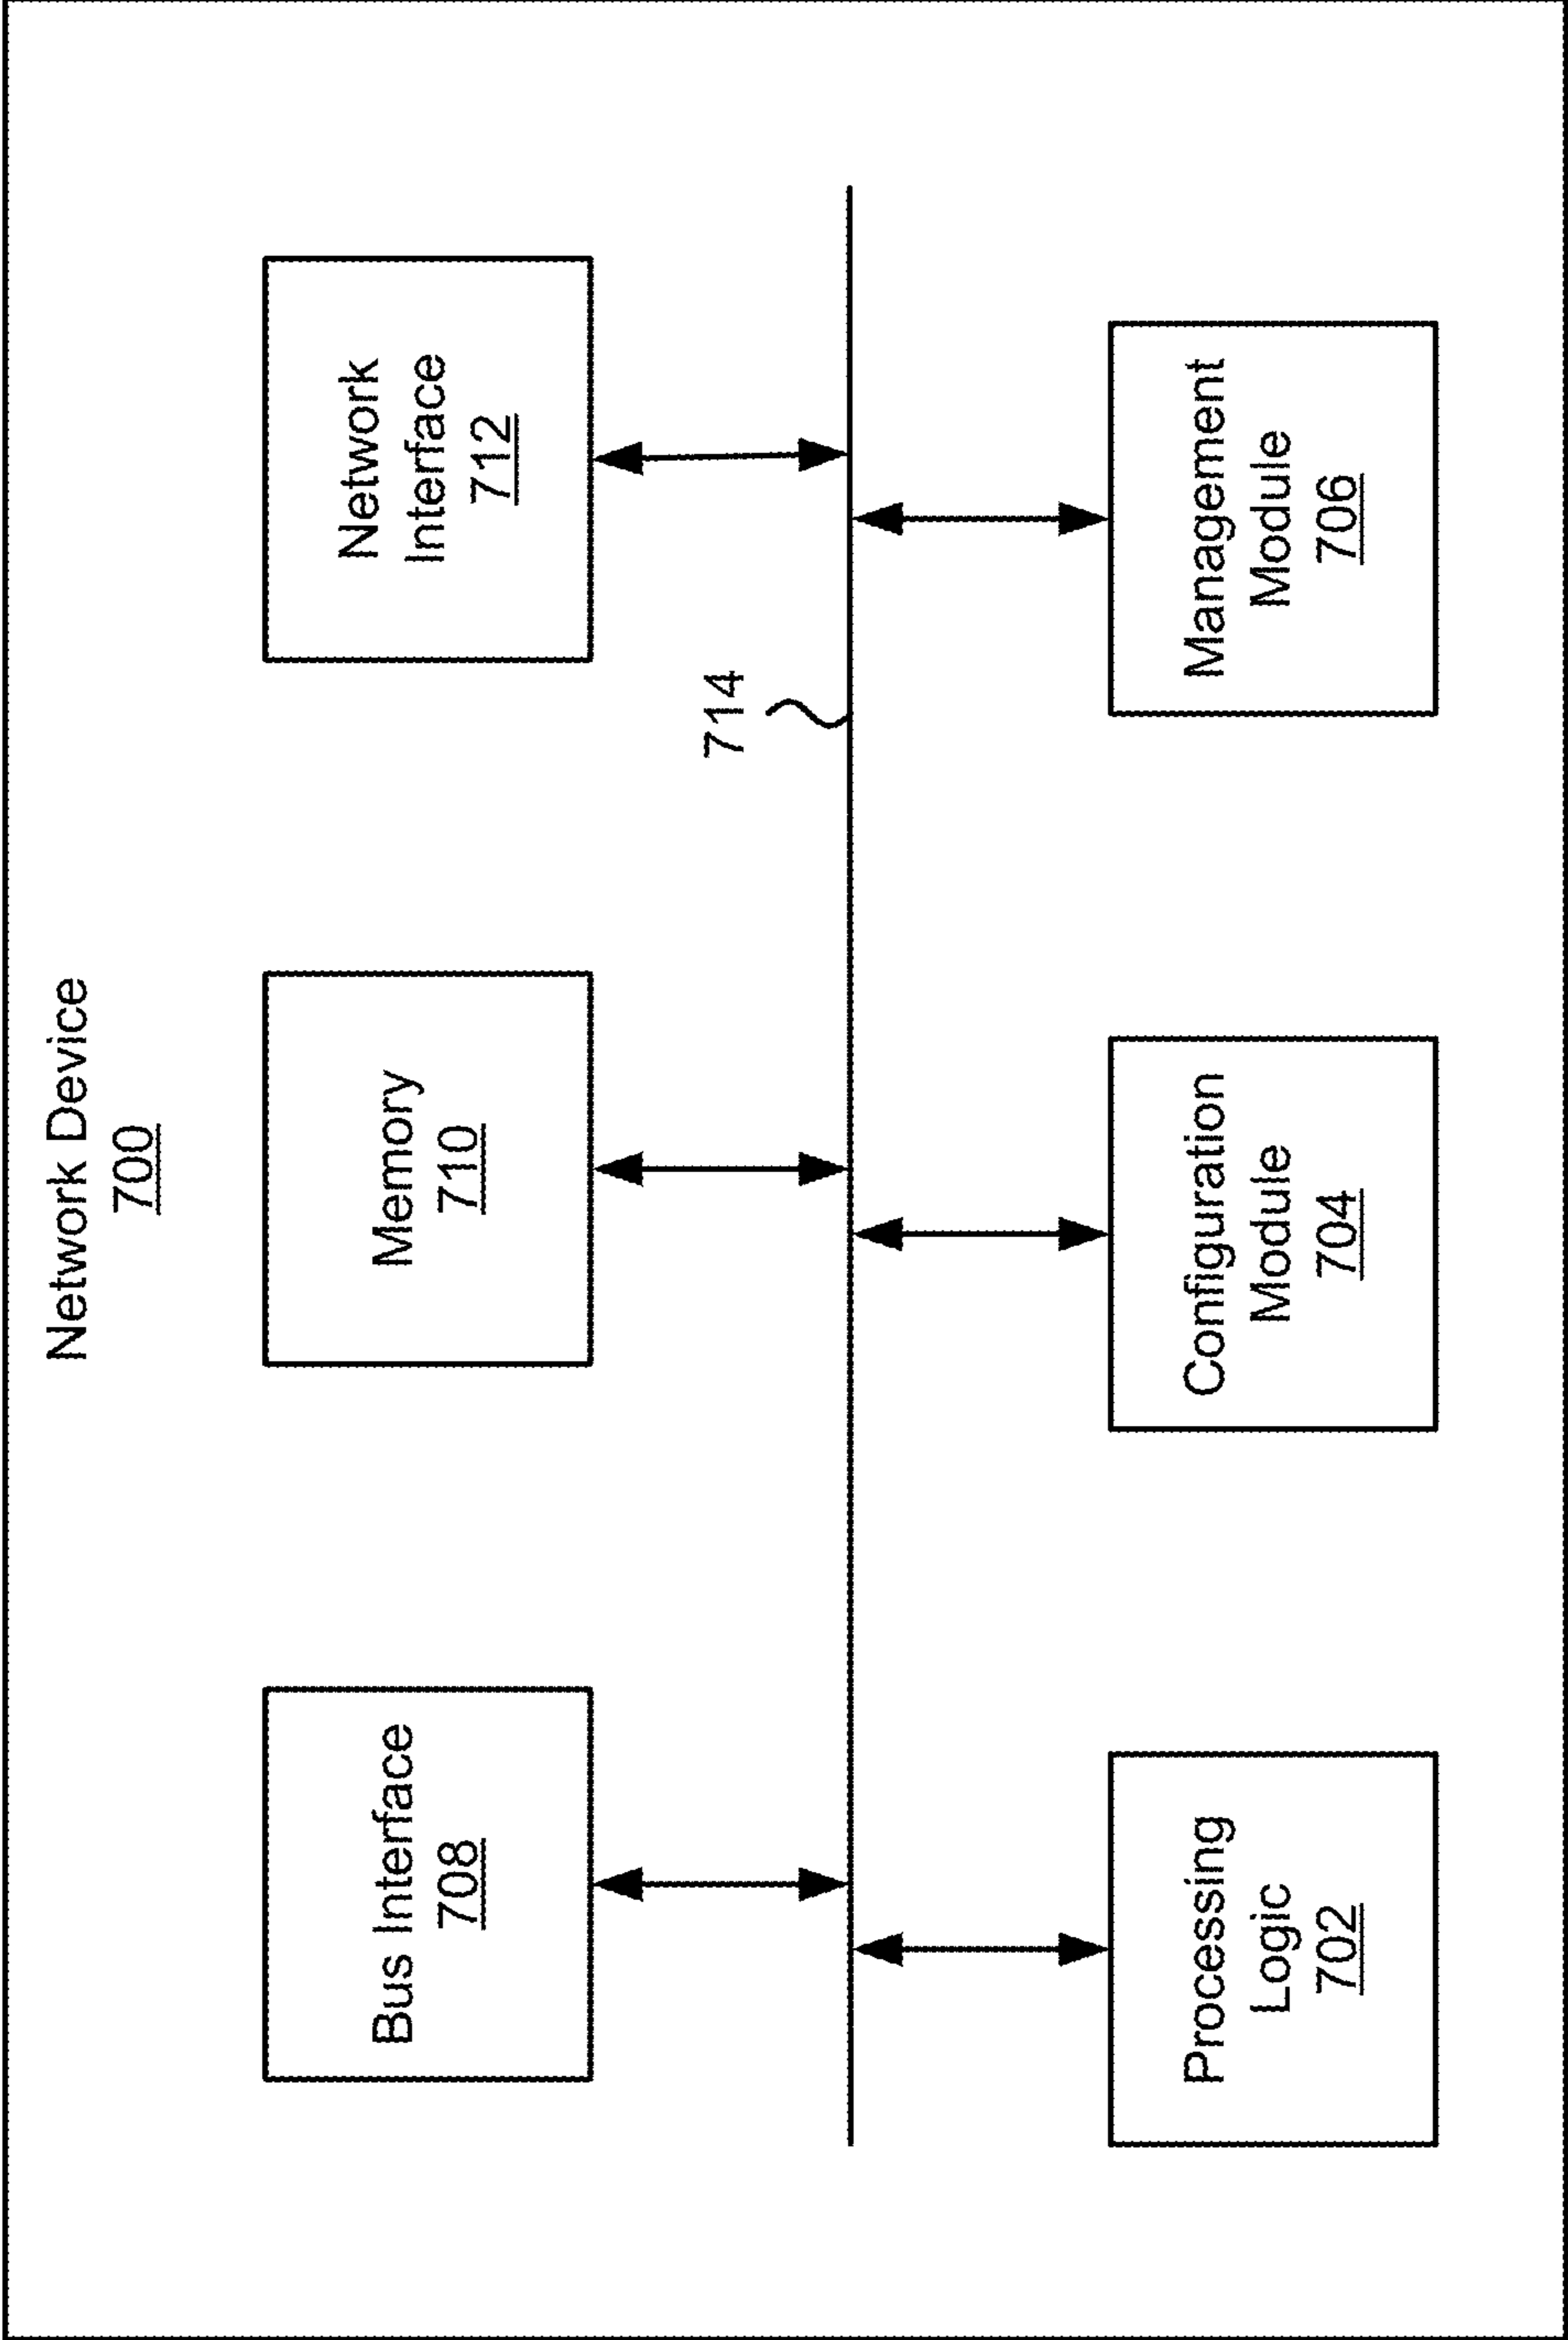 Network Device
700
Bus Interface
708
Memory
710
Network
Interface
712
714
Processing
Logic
702
Configuration
Module
704
Management
Module
706